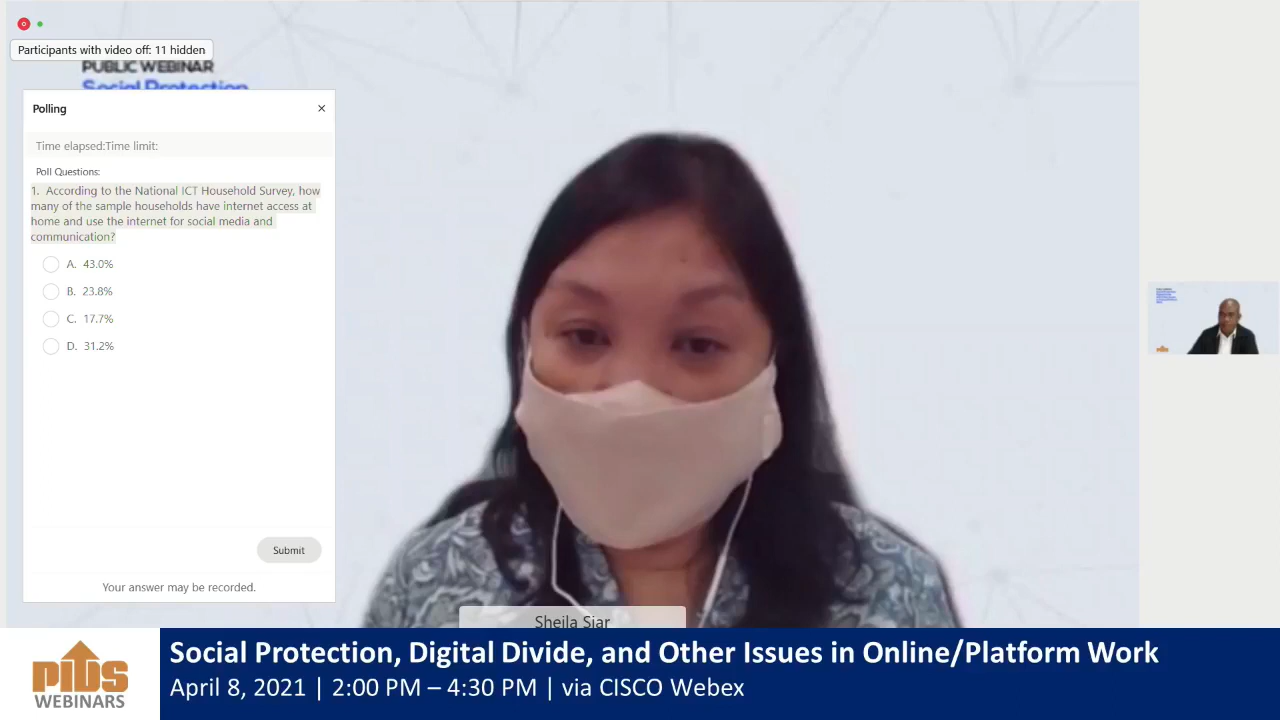 Participants with video off: 11 hidden
PUBLIC WEBINAR
Social Protection
Polling
Time elapsed:Time limit:
Poll Questions:
1. According to the National ICT Household Survey, how
many of the sample households have internet access at
home and use the internet for social media and
communication?
A. 43.0%
B. 23.8%
C. 17.7%
D. 31.2%
Submit
Your answer may be recorded.
Sheila Siar
PIDS
WEBINARS
Social Protection, Digital Divide, and Other Issues in Online/Platform Work
April 8, 2021 | 2:00 PM – 4:30 PM | via CISCO Webex